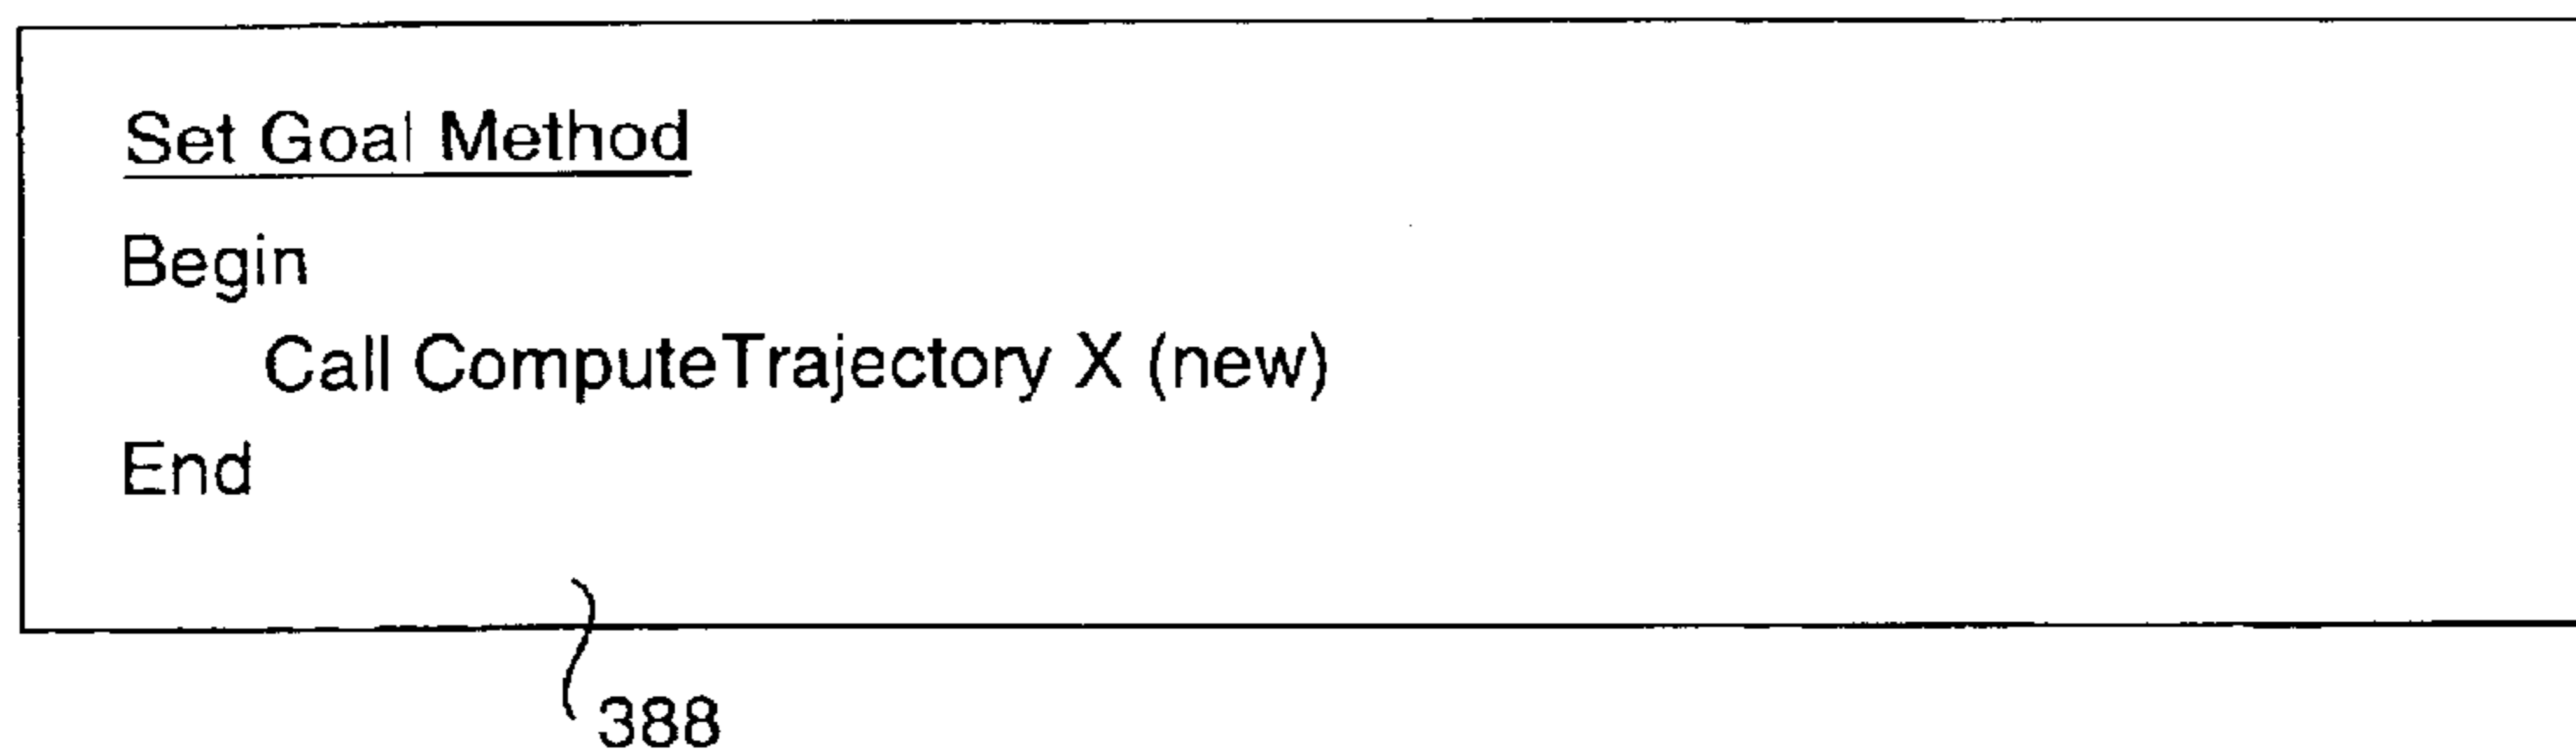 Set Goal Method
Begin
Call ComputeTrajectory X (new)
End
388